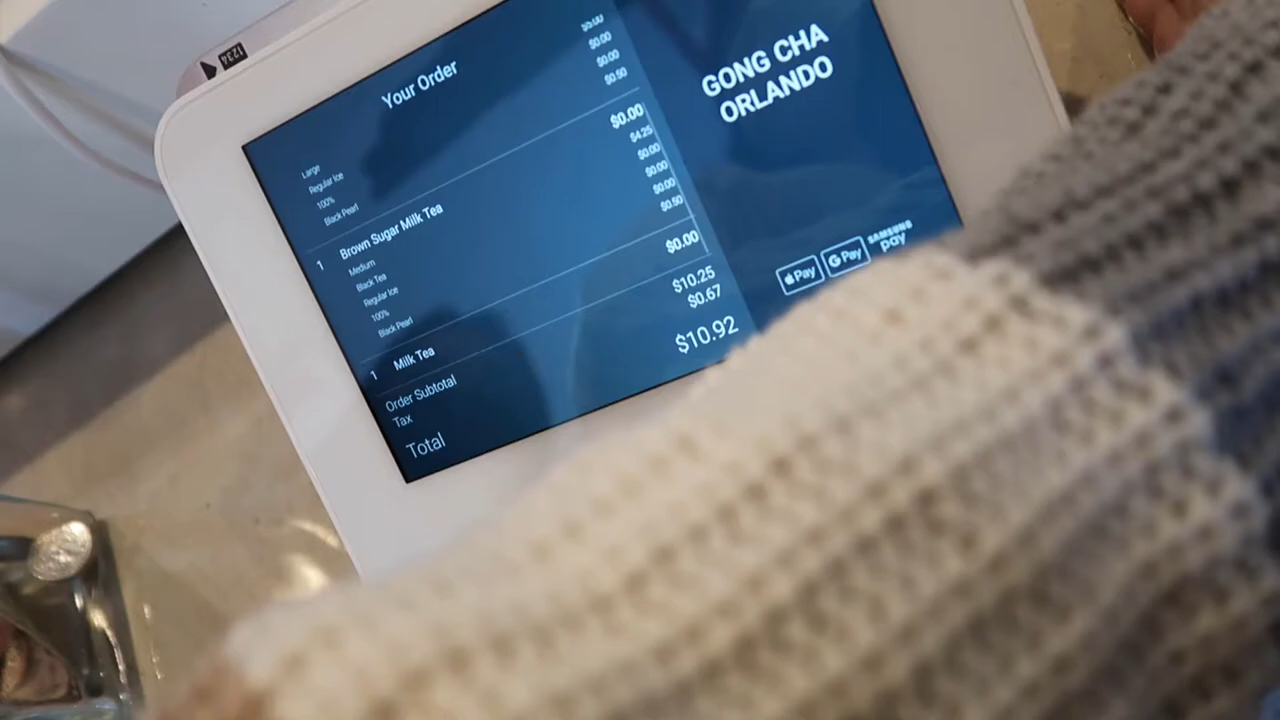 1234
Your Order
$5.00
Large $0.00
Regular Ice $0.00
100% $0.50
Black Pearl
1 Brown Sugar Milk Tea $0.00
Medium $4.25
Black Tea $0.00
Regular Ice $0.00
100% $0.00
Black Pearl $0.50
1 Milk Tea $0.00
Order Subtotal $10.25
Tax $0.67
Total $10.92
GONG CHA
ORLANDO
Pay
G Pay
SAMSUNG
pay